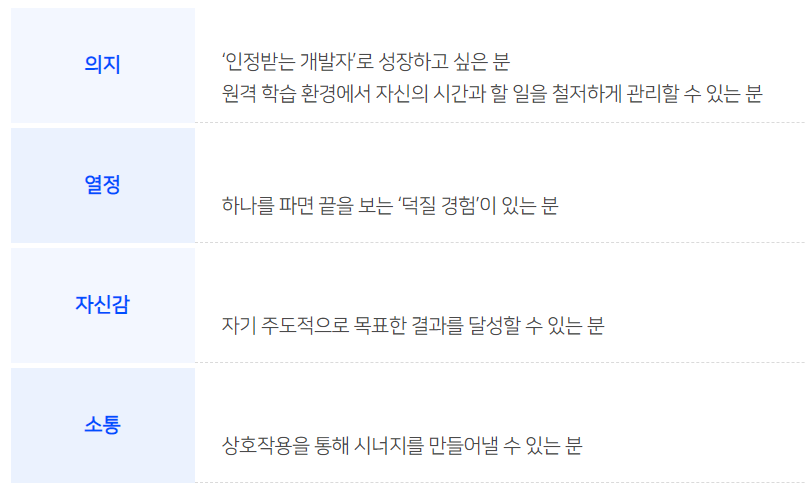 의지
‘인정받는 개발자’로 성장하고 싶은 분
원격 학습 환경에서 자신의 시간과 할 일을 철저하게 관리할 수 있는 분
열정
하나를 파면 끝을 보는 ‘덕질 경험’이 있는 분
자신감
자기 주도적으로 목표한 결과를 달성할 수 있는 분
소통
상호작용을 통해 시너지를 만들어낼 수 있는 분